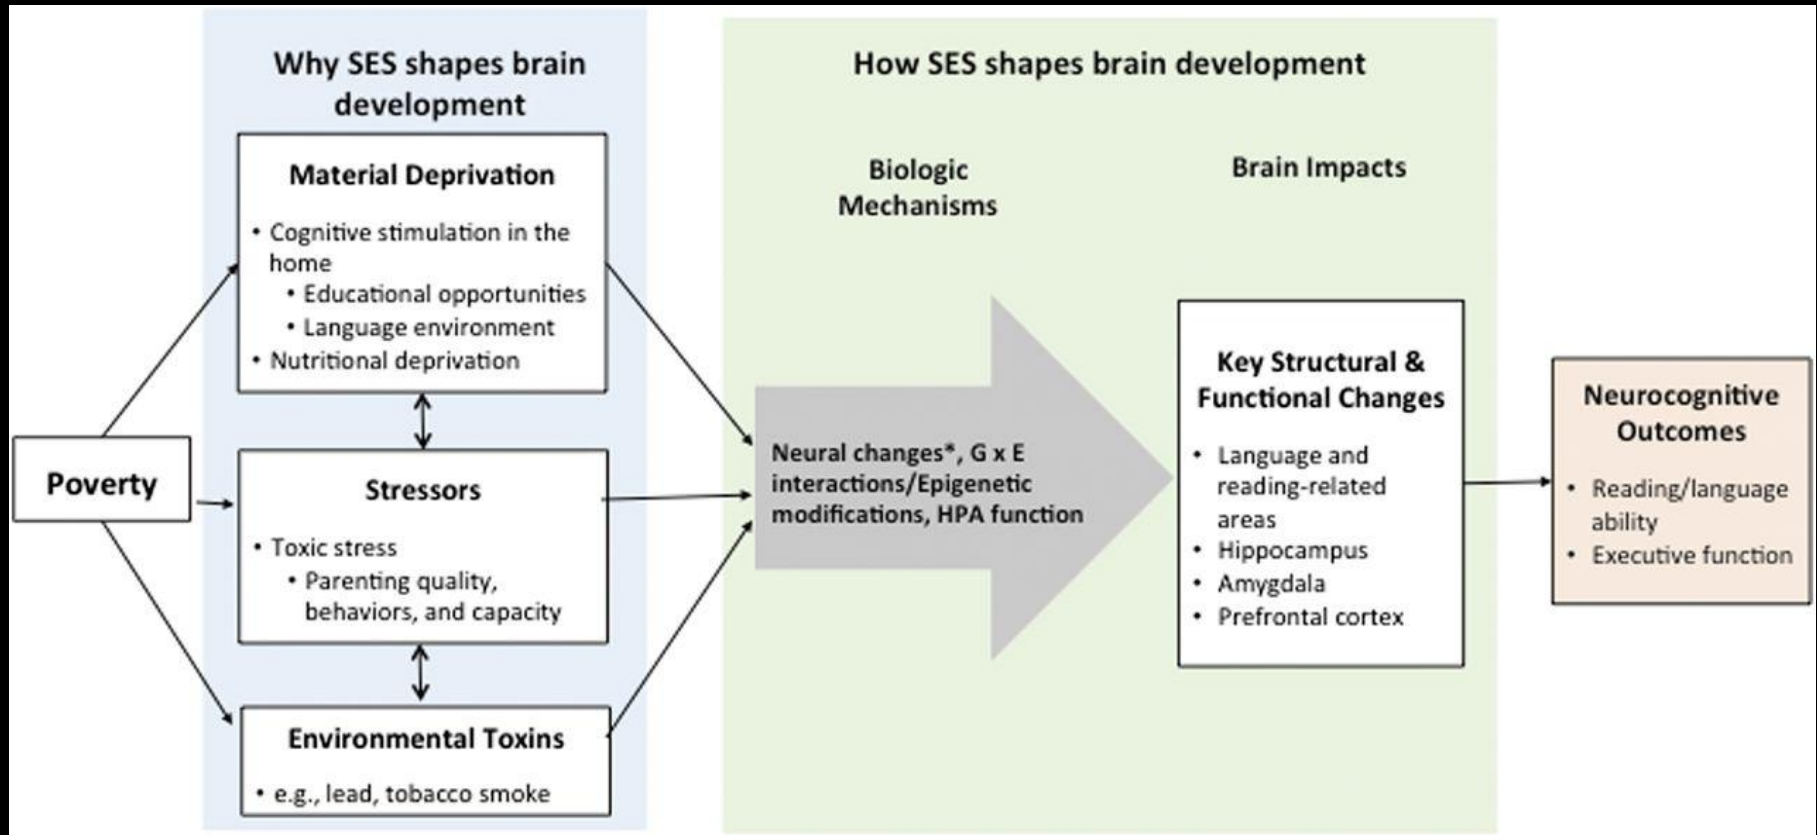 Why SES shapes brain
development
Material Deprivation
• Cognitive stimulation in the
home
• Educational opportunities
• Language environment
• Nutritional deprivation
Poverty
Stressors
• Toxic stress
• Parenting quality,
behaviors, and capacity
Environmental Toxins
• e.g., lead, tobacco smoke
How SES shapes brain development
Biologic
Mechanisms
Brain Impacts
Neural changes*, G x E
interactions/Epigenetic
modifications, HPA function
Key Structural &
Functional Changes
• Language and
reading-related
areas
• Hippocampus
• Amygdala
• Prefrontal cortex
Neurocognitive
Outcomes
• Reading/language
ability
• Executive function